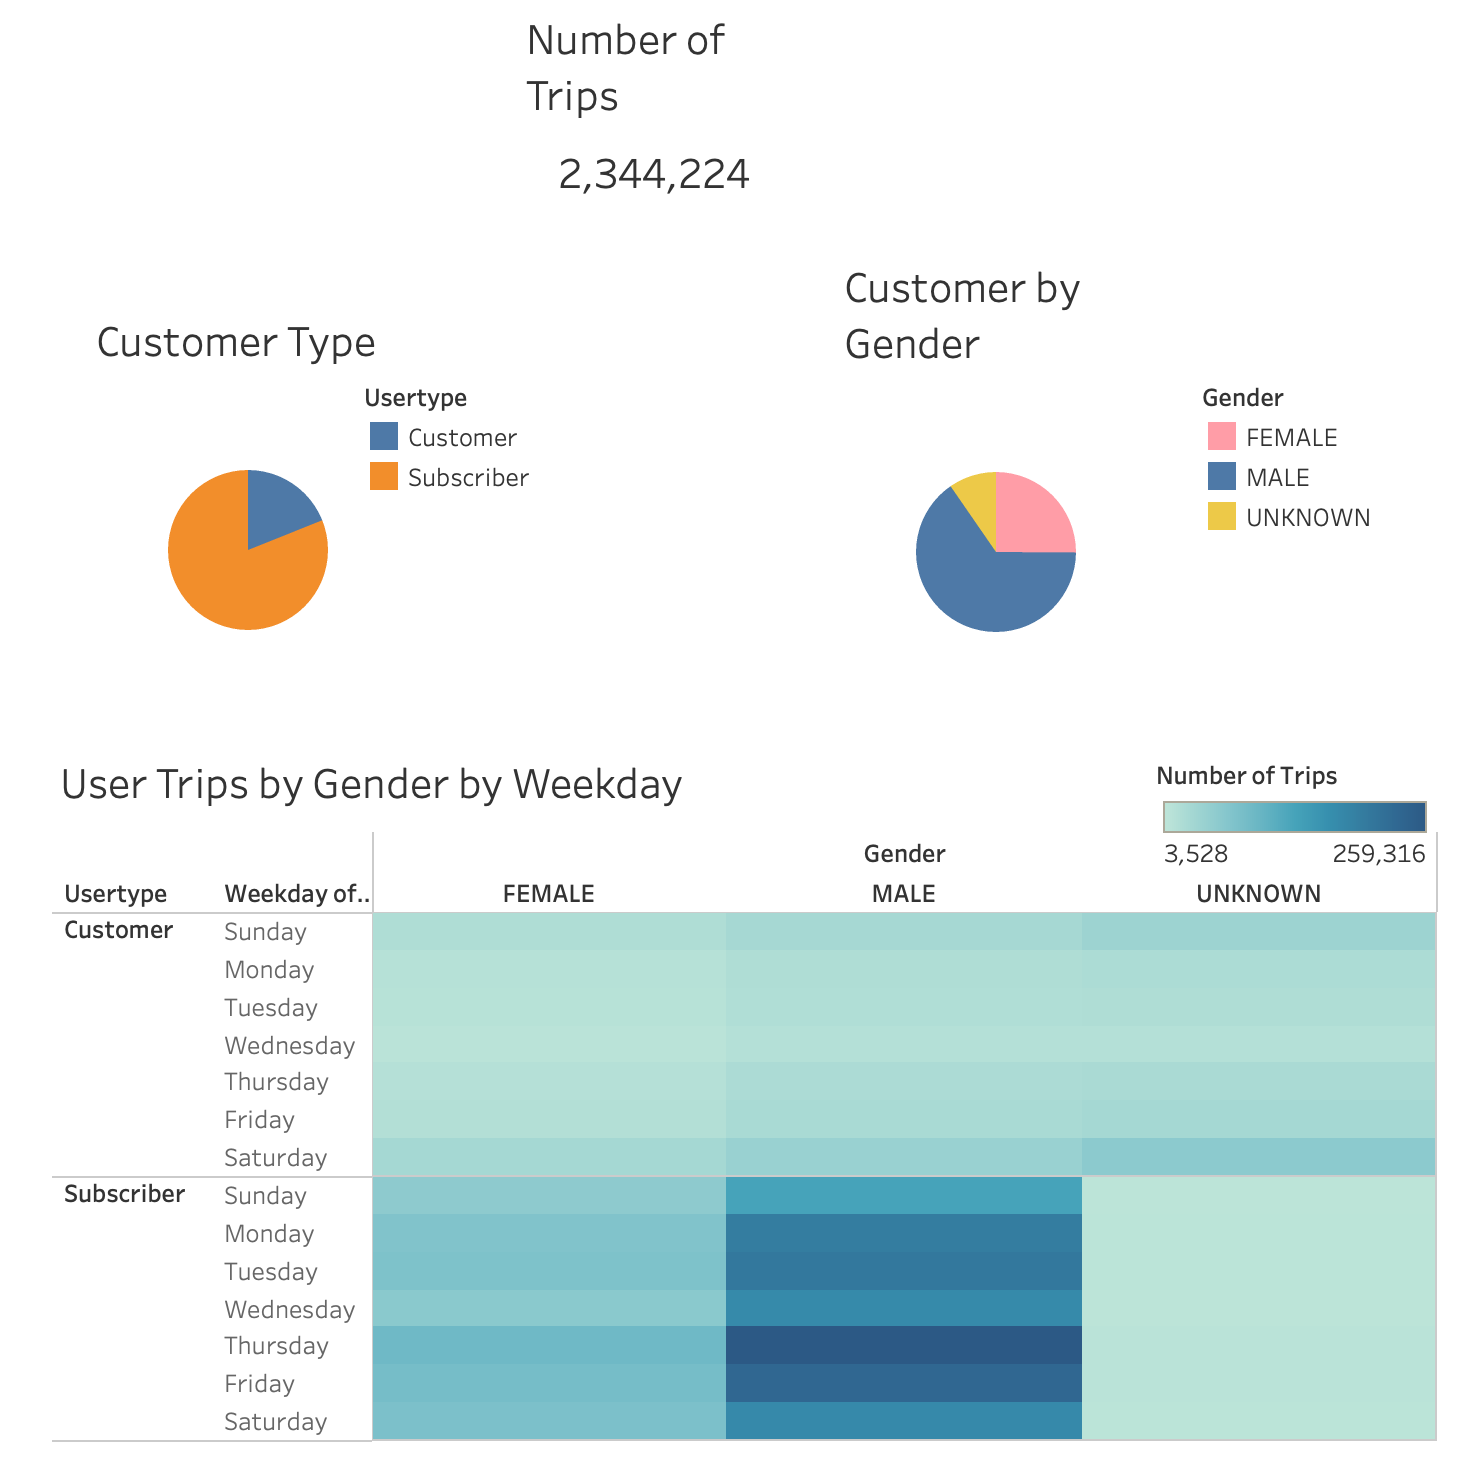 Number of
Trips
2,344,224
Customer Type
Usertype
Customer
Subscriber
Customer by
Gender
Gender
FEMALE
MALE
UNKNOWN
User Trips by Gender by Weekday
Number of Trips
3,528 259,316
Gender
Usertype Weekday of.. FEMALE MALE UNKNOWN
Customer Sunday
Monday
Tuesday
Wednesday
Thursday
Friday
Saturday
Subscriber Sunday
Monday
Tuesday
Wednesday
Thursday
Friday
Saturday